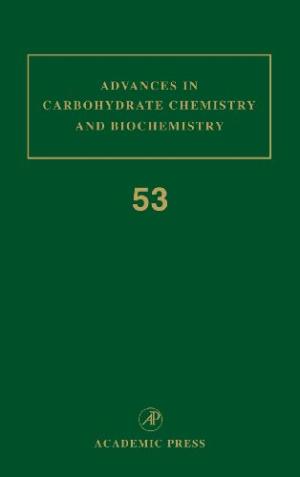 ADVANCES IN
CARBOHYDRATE CHEMISTRY
AND BIOCHEMISTRY
53
AP
ACADEMIC PRESS